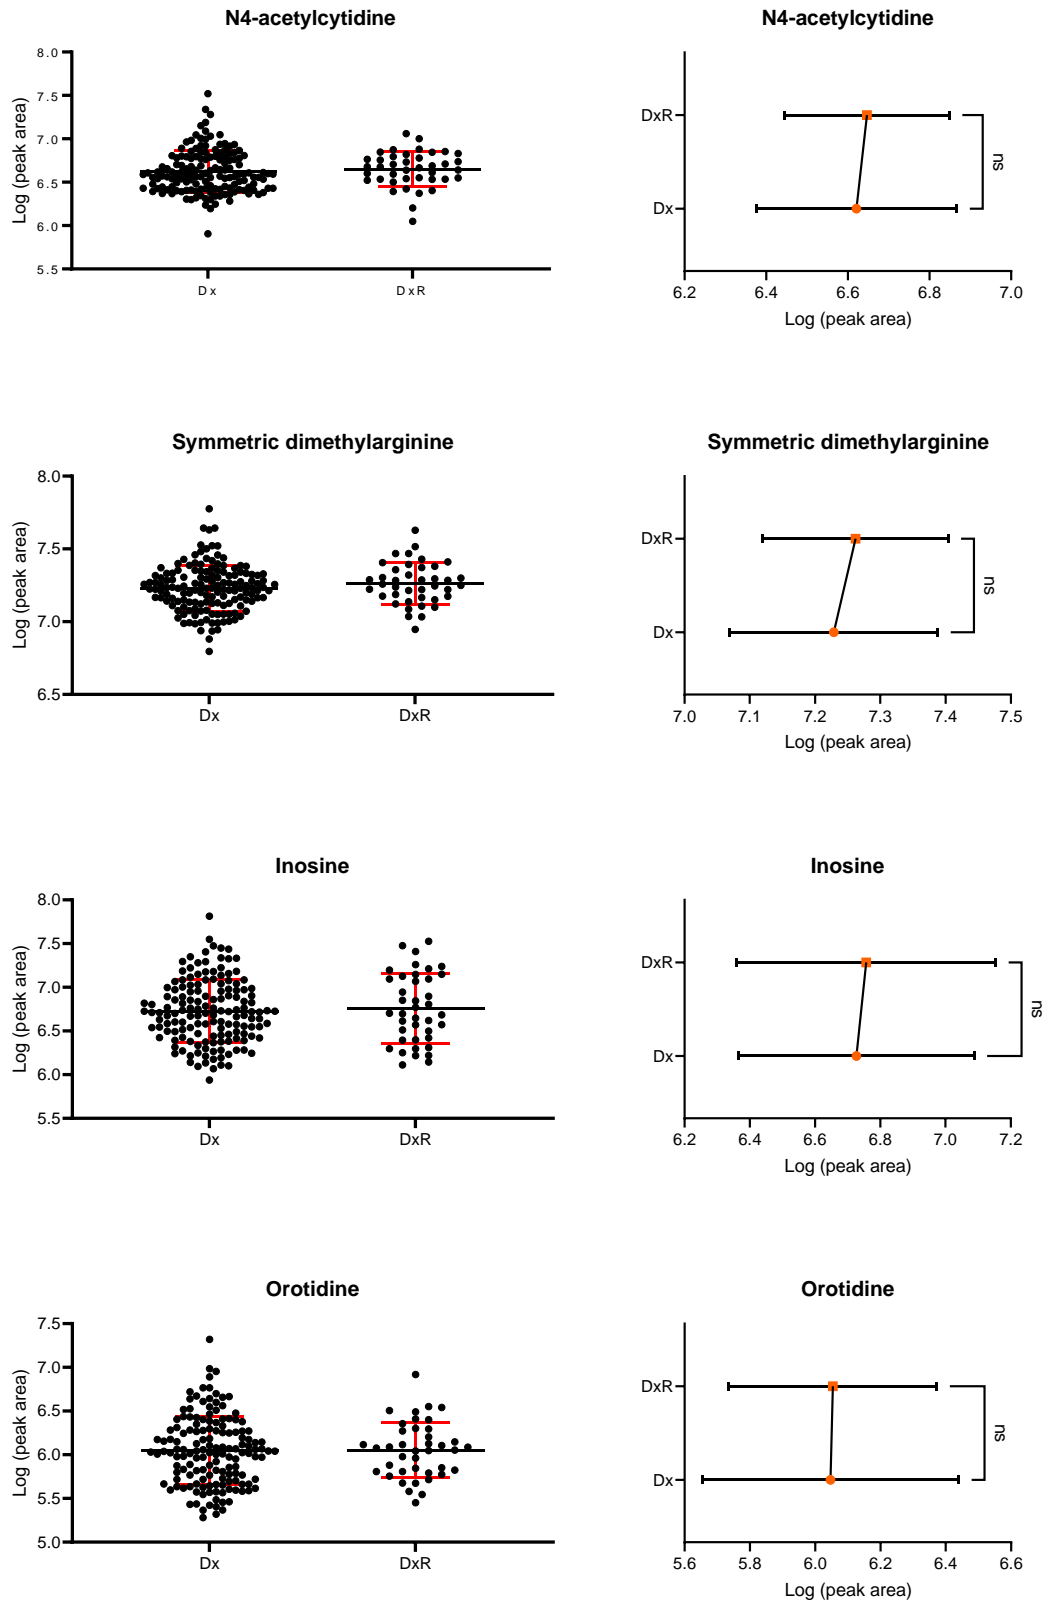 N4-acetylcytidine
8.0
7.5
7.0
6.5
6.0
5.5
Log (peak area)
Dx
DxR
N4-acetylcytidine
DxR
Dx
ns
6.2
6.4
6.6
6.8
7.0
Log (peak area)
Symmetric dimethylarginine
8.0
7.5
7.0
6.5
Log (peak area)
Dx
DxR
Symmetric dimethylarginine
DxR
Dx
ns
7.0
7.1
7.2
7.3
7.4
7.5
Log (peak area)
Inosine
8.0
7.5
7.0
6.5
6.0
5.5
Log (peak area)
Dx
DxR
Inosine
DxR
Dx
ns
6.2
6.4
6.6
6.8
7.0
7.2
Log (peak area)
Orotidine
7.5
7.0
6.5
6.0
5.5
5.0
Log (peak area)
Dx
DxR
Orotidine
DxR
Dx
ns
5.6
5.8
6.0
6.2
6.4
6.6
Log (peak area)